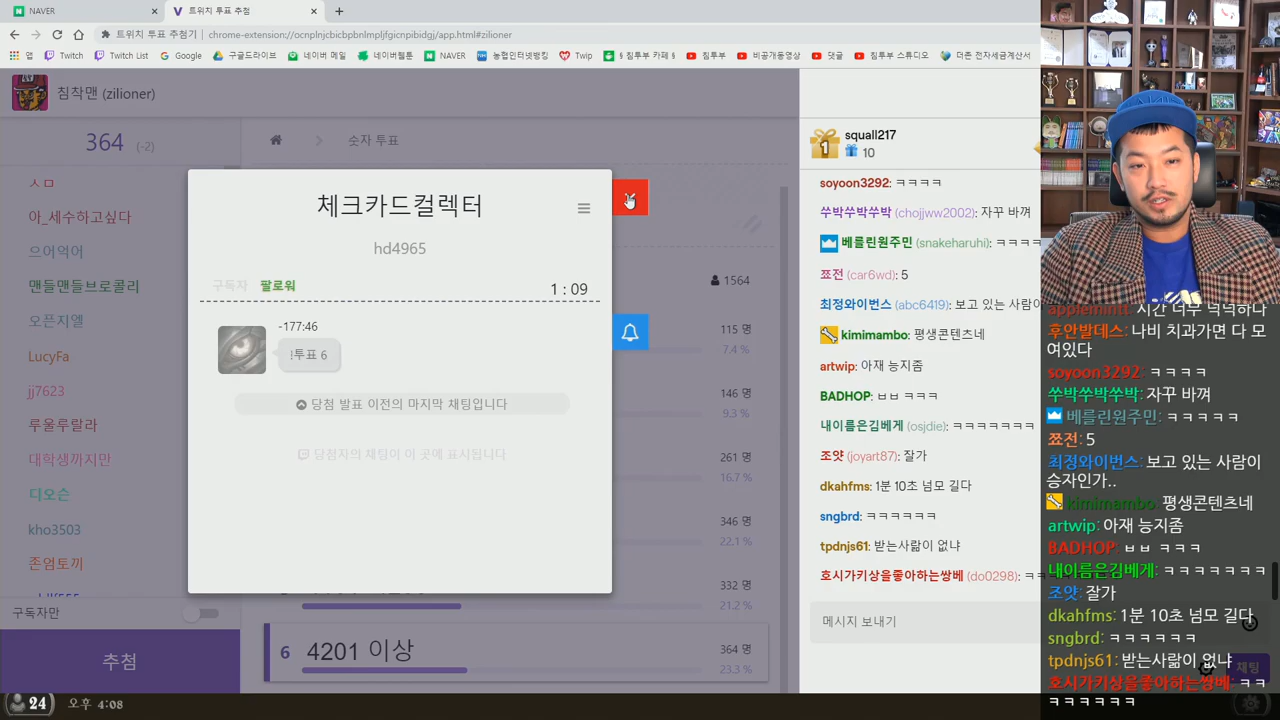 NAVER
트위치 투표 추첨
트위치 투표 추첨기
chrome-extension://ocnplnjcbicbpbnlmpljfgicnpibidgj/app.html#zilioner
앱
Twitch
Twitch List
Google
구글드라이브
네이버 메일
네이버웹툰
NAVER
농협인터넷뱅킹
Twip
§ 침투부 카페 §
침투부
비공개동영상
댓글
침투부 스튜디오
더존 전자세금계산서
침착맨 (zilioner)
364 (-2)
ㅅㅁ
아_세수하고싶다
으어억어
맨들맨들브로콜리
오픈지엘
LucyFa
jj7623
루울루랄라
대학생까지만
디오슨
kho3503
존엄토끼
구독자만
추첨
숫자 투표
1564
115 명
7.4 %
146 명
9.3 %
261 명
16.7 %
346 명
22.1 %
332 명
21.2 %
6 4201 이상
364 명
23.3 %
체크카드컬렉터
hd4965
구독자 팔로워
1 : 09
-177:46
!투표 6
당첨 발표 이전의 마지막 채팅입니다
당첨자의 채팅이 이 곳에 표시됩니다
1
squall217
10
soyoon3292: ㅋㅋㅋㅋ
쑤박쑤박쑤박 (chojjww2002): 자꾸 바껴
베를린원주민 (snakeharuhi): ㅋㅋㅋㅋ
쬬전 (car6wd): 5
최정와이번스 (abc6419): 보고 있는 사람이
kimimambo: 평생콘텐츠네
artwip: 아재 능지좀
BADHOP: ㅂㅂ ㅋㅋㅋ
내이름은김베게 (osjdie): ㅋㅋㅋㅋㅋㅋㅋ
조얏 (joyart87): 잘가
dkahfms: 1분 10초 넘모 길다
sngbrd: ㅋㅋㅋㅋㅋㅋ
tpdnjs61: 받는사랆이 없냐
호시가키상을좋아하는쌍베 (do0298): ㅋㅋ
메시지 보내기
applemintt: 시간 너무 넉넉하다
후안발데스: 나비 치과가면 다 모
여있다
soyoon3292: ㅋㅋㅋㅋ
쑤박쑤박쑤박: 자꾸 바껴
베를린원주민: ㅋㅋㅋㅋㅋ
쬬전: 5
최정와이번스: 보고 있는 사람이
승자인가..
kimimambo: 평생콘텐츠네
artwip: 아재 능지좀
BADHOP: ㅂㅂ ㅋㅋㅋ
내이름은김베게: ㅋㅋㅋㅋㅋㅋㅋ
조얏: 잘가
dkahfms: 1분 10초 넘모 길다
sngbrd: ㅋㅋㅋㅋㅋㅋ
tpdnjs61: 받는사랆이 없냐
채팅
호시가키상을좋아하는쌍베: ㅋㅋ
ㅋㅋㅋㅋㅋㅋ
24
오후 4:08